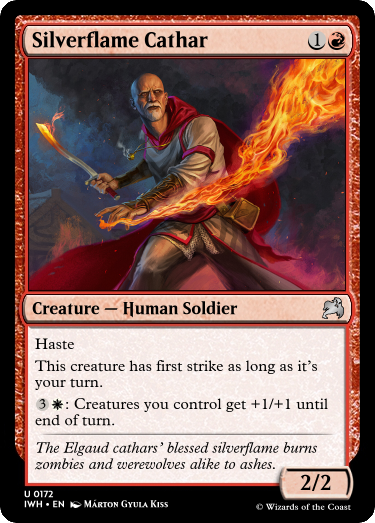 Silverflame Cathar 1
Creature — Human Soldier
Haste
This creature has first strike as long as it's
your turn.
3: Creatures you control get +1/+1 until
end of turn.
The Elgaud cathars' blessed silverflame burns
zombies and werewolves alike to ashes.
2/2
U 0172
IWH • EN Márton Gyula Kiss
© Wizards of the Coast